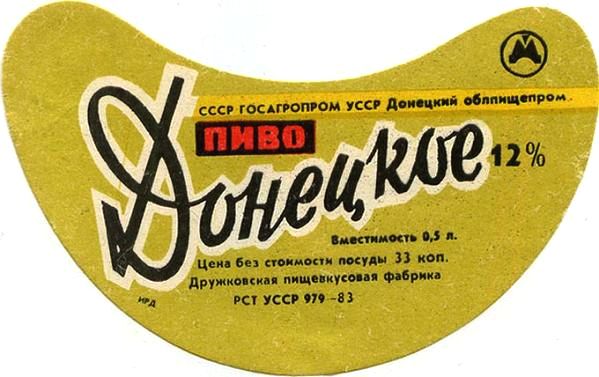 СССР ГОСАГРОПРОМ УССР Донецкий облпищепром
ПИВО
Донецкое 12%
Вместимость 0,5 л.
Цена без стоимости посуды 33 коп.
Дружковская пищевкусовая фабрика
РСТ УССР 979-83
ИРД